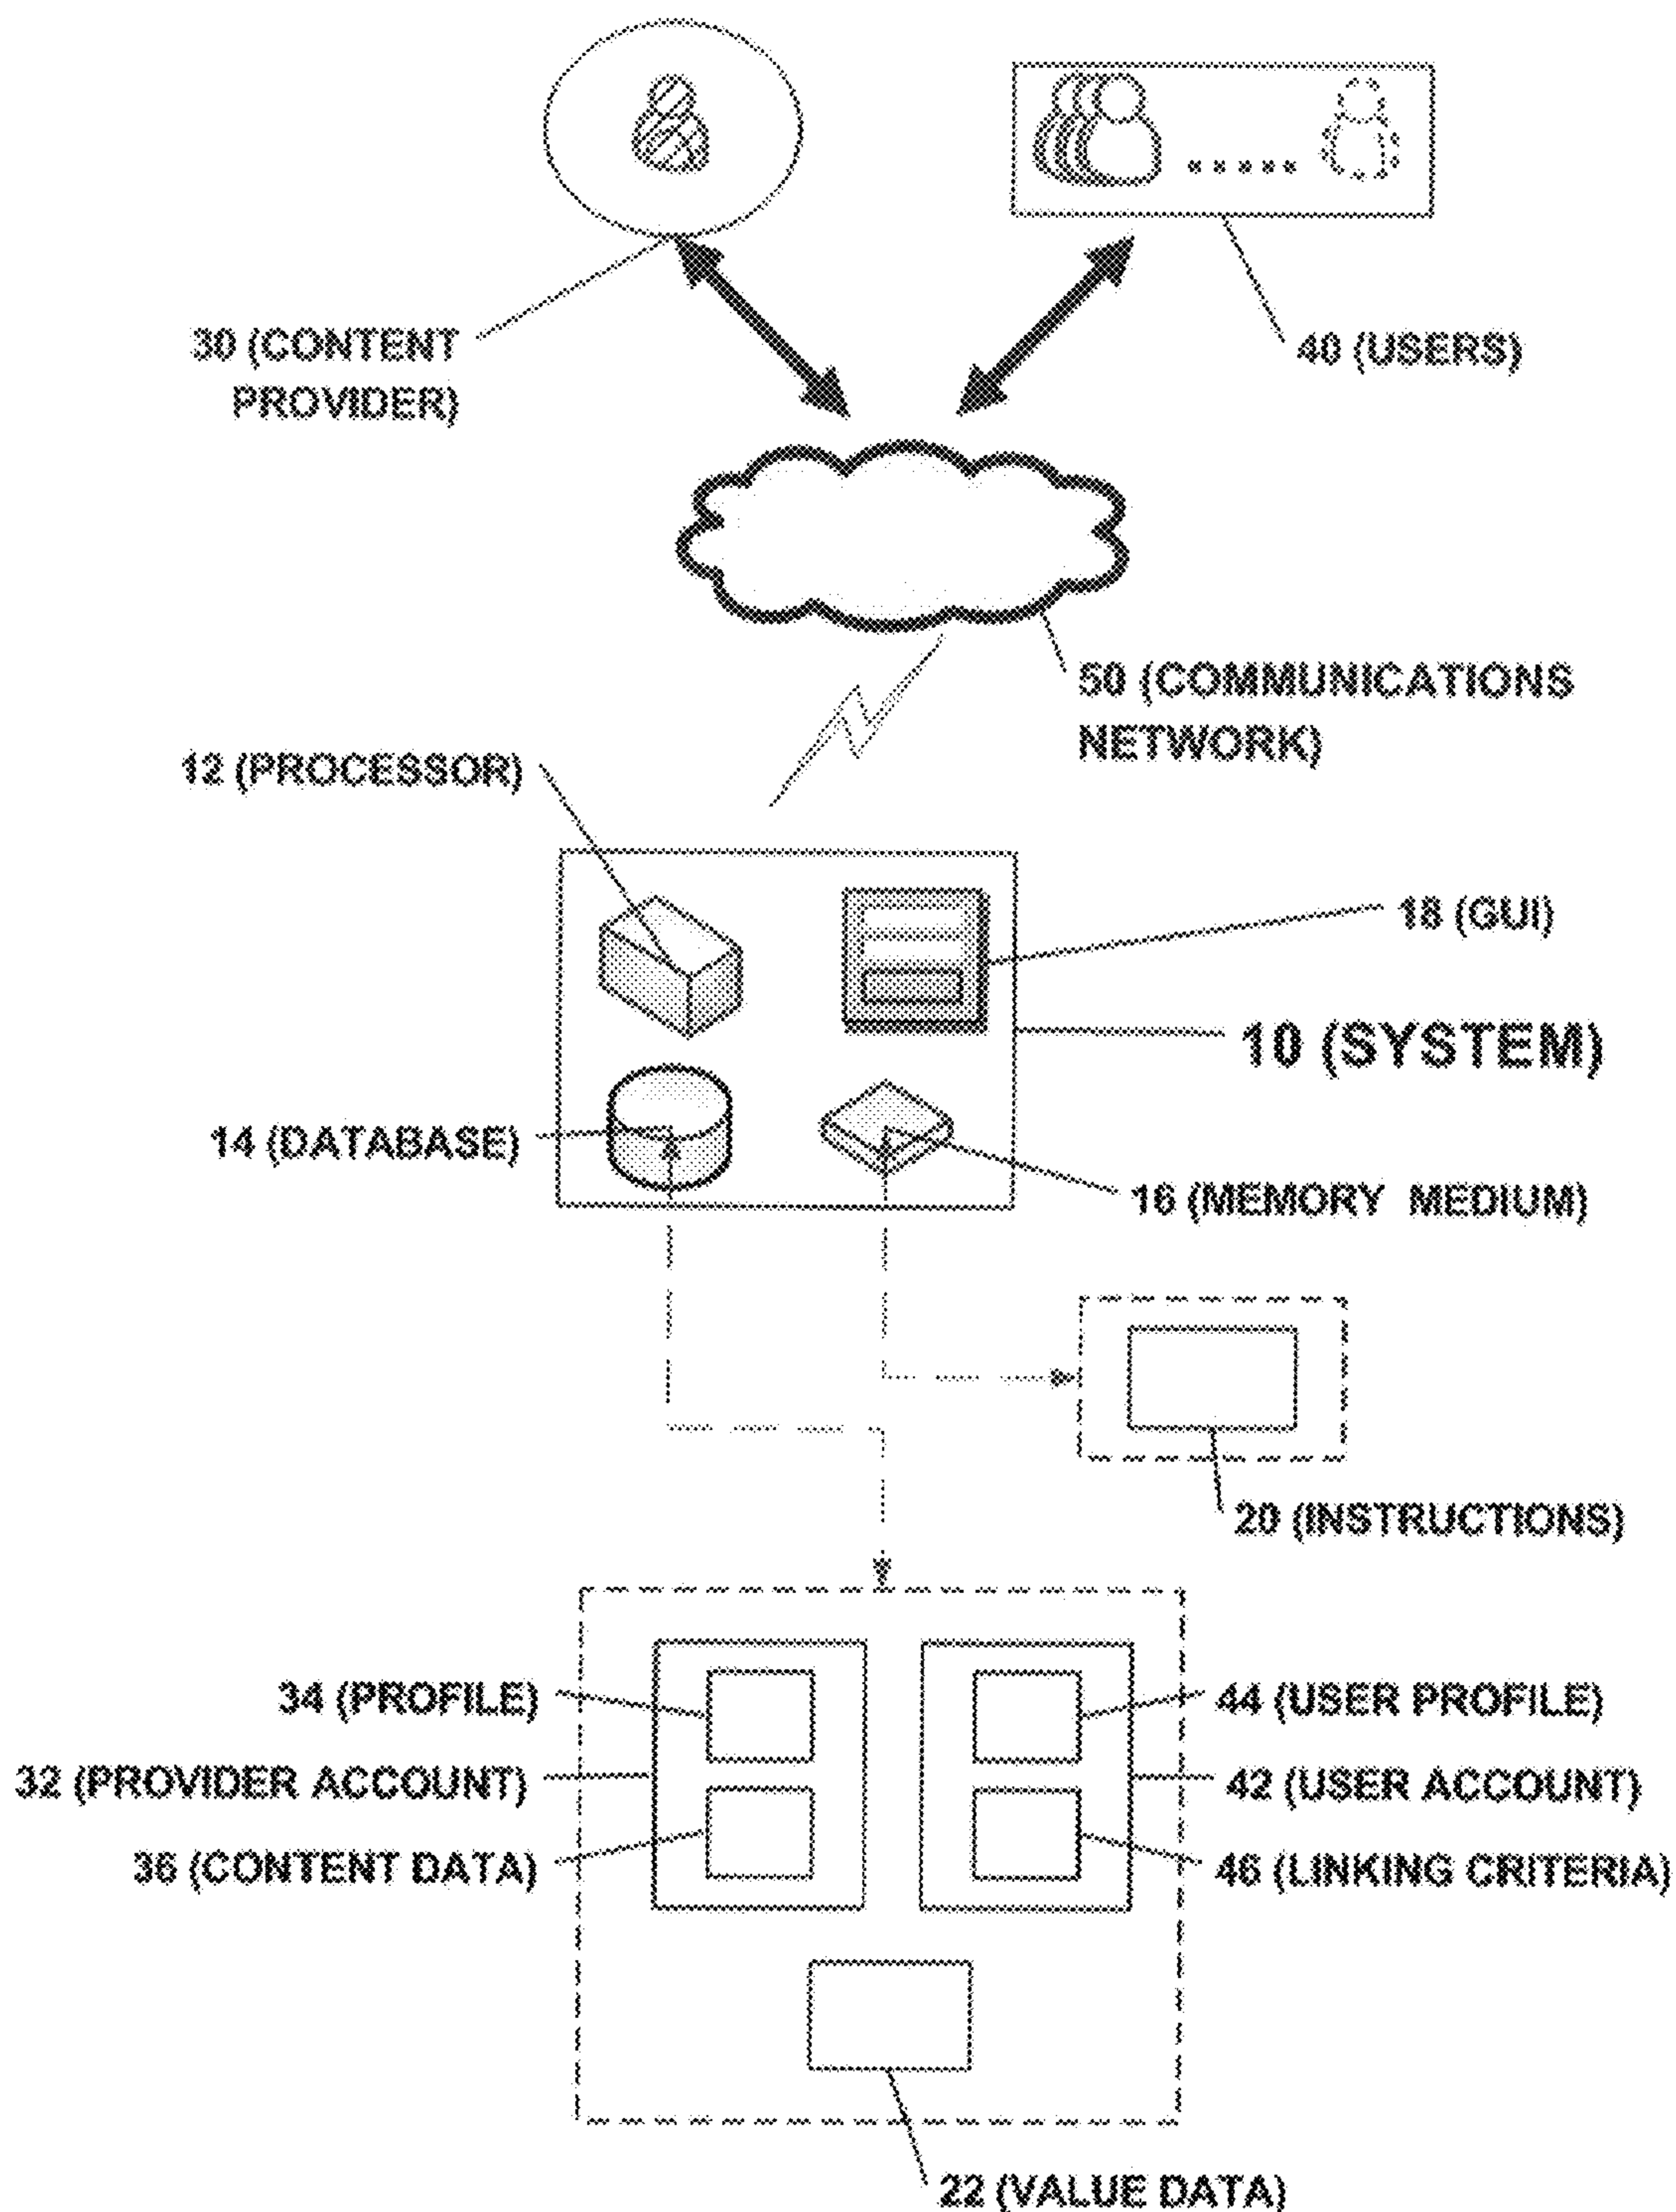 30 (CONTENT
PROVIDER)
40 (USERS)
50 (COMMUNICATIONS
NETWORK)
12 (PROCESSOR)
18 (GUI)
10 (SYSTEM)
14 (DATABASE)
16 (MEMORY MEDIUM)
20 (INSTRUCTIONS)
34 (PROFILE)
44 (USER PROFILE)
32 (PROVIDER ACCOUNT)
42 (USER ACCOUNT)
36 (CONTENT DATA)
46 (LINKING CRITERIA)
22 (VALUE DATA)